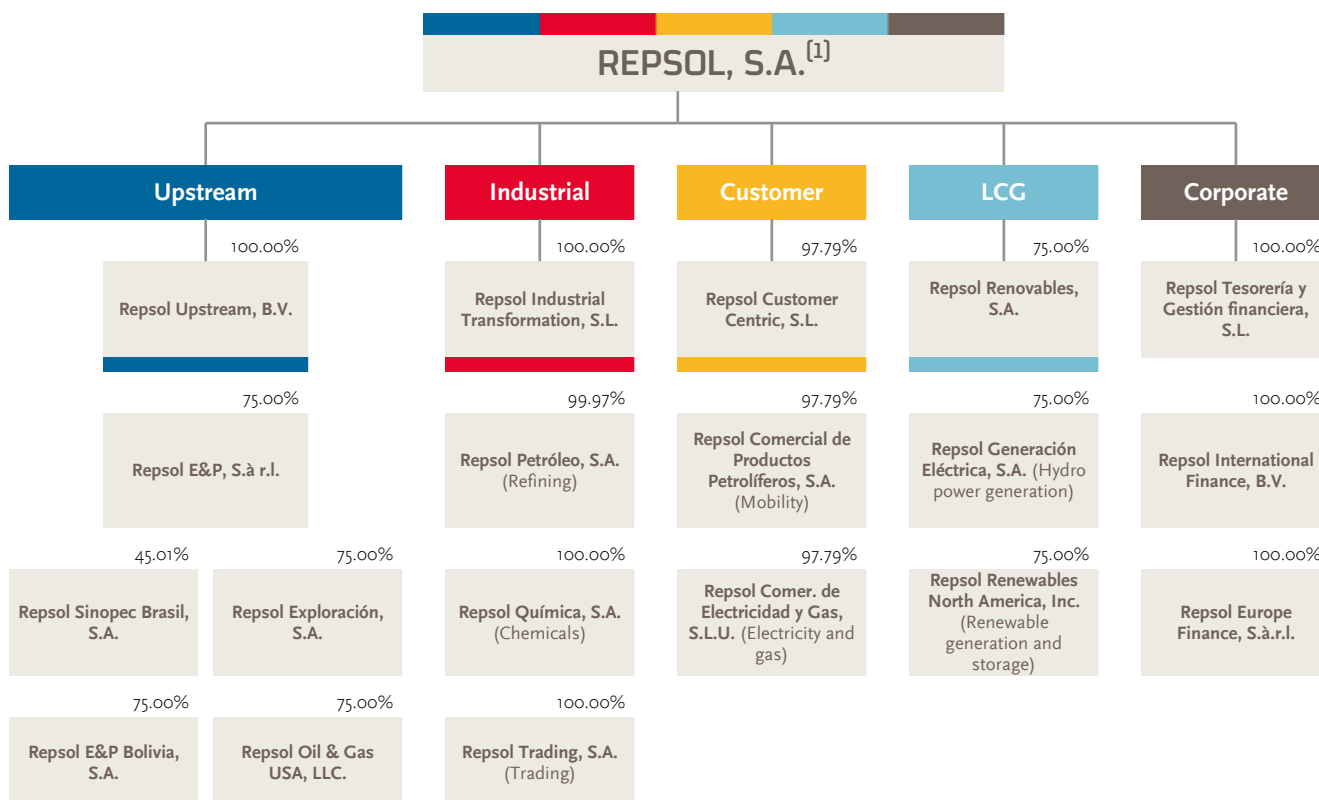 REPSOL, S.A.[1]
Upstream
Industrial
Customer
LCG
Corporate
100.00%
100.00%
97.79%
75.00%
100.00%
Repsol Upstream, B.V.
Repsol Industrial
Transformation, S.L.
Repsol Customer
Centric, S.L.
Repsol Renovables,
S.A.
Repsol Tesorería y
Gestión financiera,
S.L.
75.00%
99.97%
97.79%
75.00%
100.00%
Repsol E&P, S.à r.l.
Repsol Petróleo, S.A.
(Refining)
Repsol Comercial de
Productos
Petrolíferos, S.A.
(Mobility)
Repsol Generación
Eléctrica, S.A. (Hydro
power generation)
Repsol International
Finance, B.V.
45.01%
75.00%
100.00%
97.79%
75.00%
100.00%
Repsol Sinopec Brasil,
S.A.
Repsol Exploración,
S.A.
Repsol Química, S.A.
(Chemicals)
Repsol Comer. de
Electricidad y Gas,
S.L.U. (Electricity and
gas)
Repsol Renewables
North America, Inc.
(Renewable
generation and
storage)
Repsol Europe
Finance, S.à.r.l.
75.00%
75.00%
100.00%
Repsol E&P Bolivia,
S.A.
Repsol Oil & Gas
USA, LLC.
Repsol Trading, S.A.
(Trading)